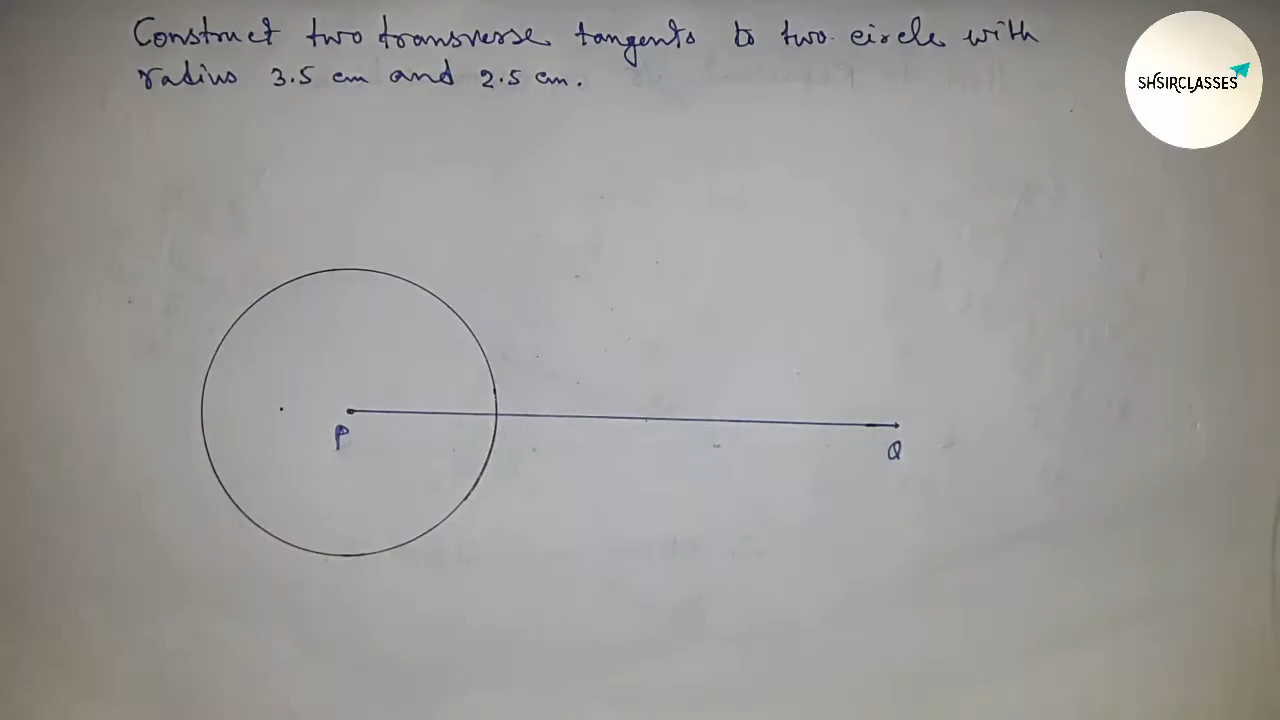 Construct two transverse tangents to two circle with
radius 3.5 cm and 2.5 cm.
SHSIRCLASSES
P
Q